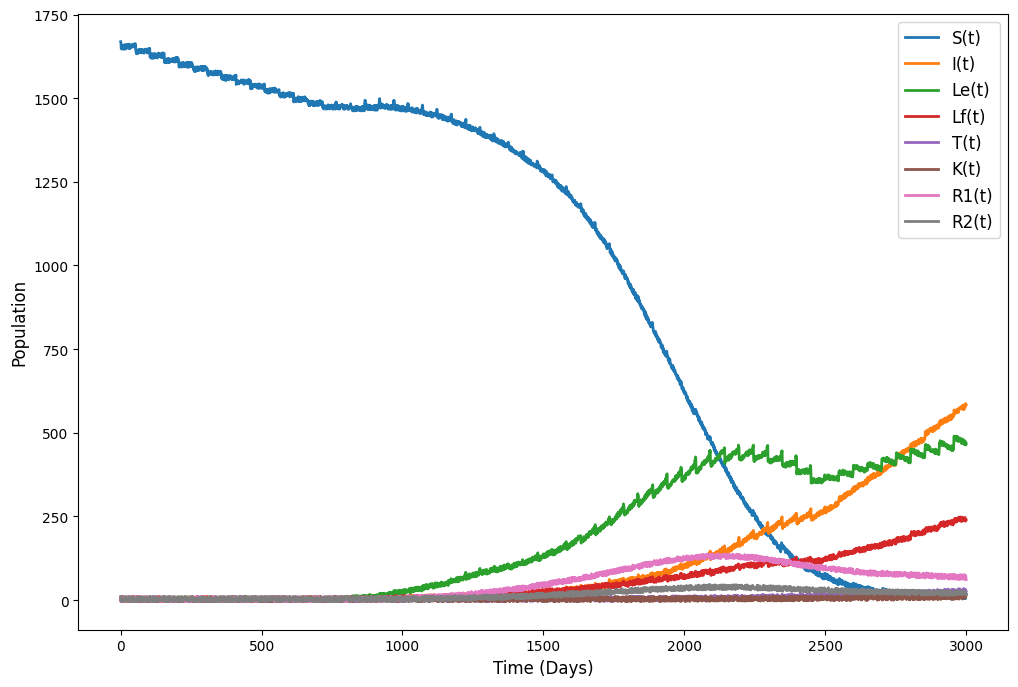 1750
1500
1250
1000
750
500
250
0
Population
0 500 1000 1500 2000 2500 3000
Time (Days)
S(t)
I(t)
Le(t)
Lf(t)
T(t)
K(t)
R1(t)
R2(t)